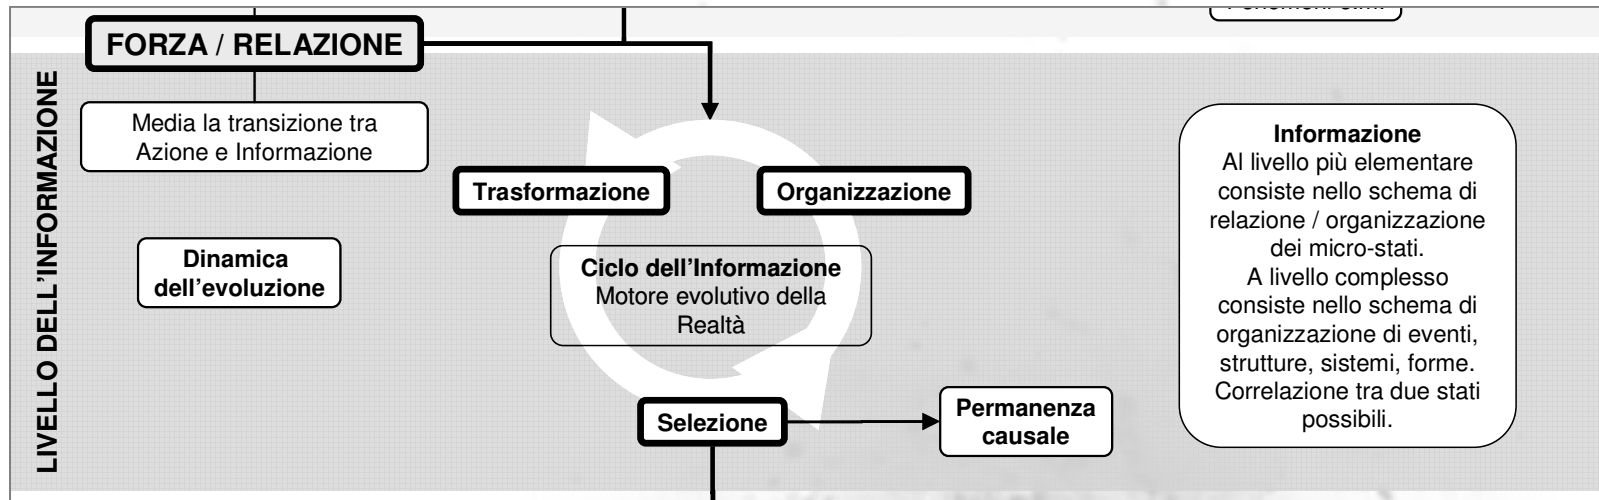 FORZA / RELAZIONE
LIVELLO DELL'INFORMAZIONE
Media la transizione tra
Azione e Informazione
Trasformazione
Organizzazione
Dinamica
dell'evoluzione
Ciclo dell'Informazione
Motore evolutivo della
Realtà
Selezione
Permanenza
causale
Informazione
Al livello più elementare
consiste nello schema di
relazione / organizzazione
dei micro-stati.
A livello complesso
consiste nello schema di
organizzazione di eventi,
strutture, sistemi, forme.
Correlazione tra due stati
possibili.